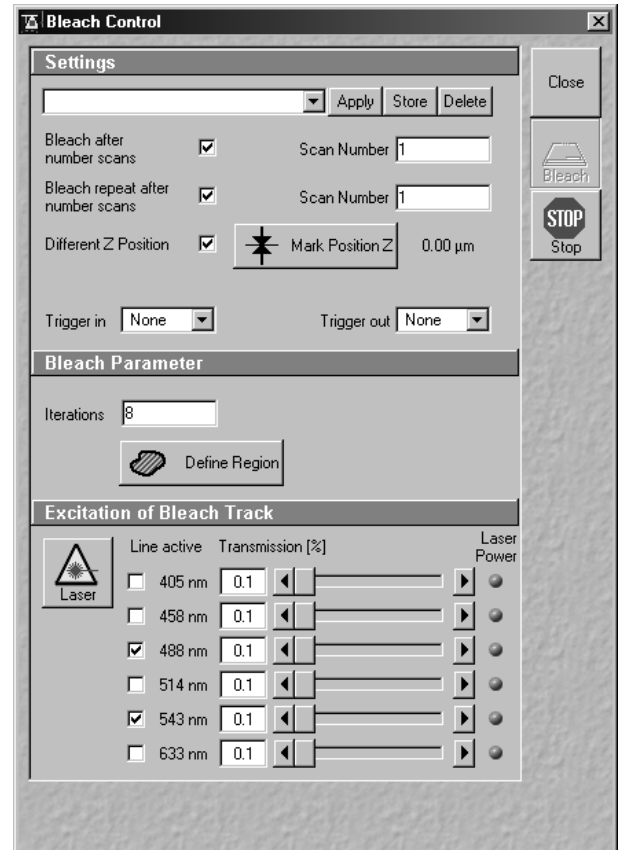 Bleach Control
Settings
Close
Apply Store Delete
Bleach after
number scans
Scan Number 1
Bleach
Bleach repeat after
number scans
Scan Number 1
STOP
Stop
Different Z Position
Mark Position Z
0.00 µm
Trigger in None
Trigger out None
Bleach Parameter
Iterations 8
Define Region
Excitation of Bleach Track
Laser
Line active Transmission [%] Laser
Power
405 nm 0.1
458 nm 0.1
488 nm 0.1
514 nm 0.1
543 nm 0.1
633 nm 0.1